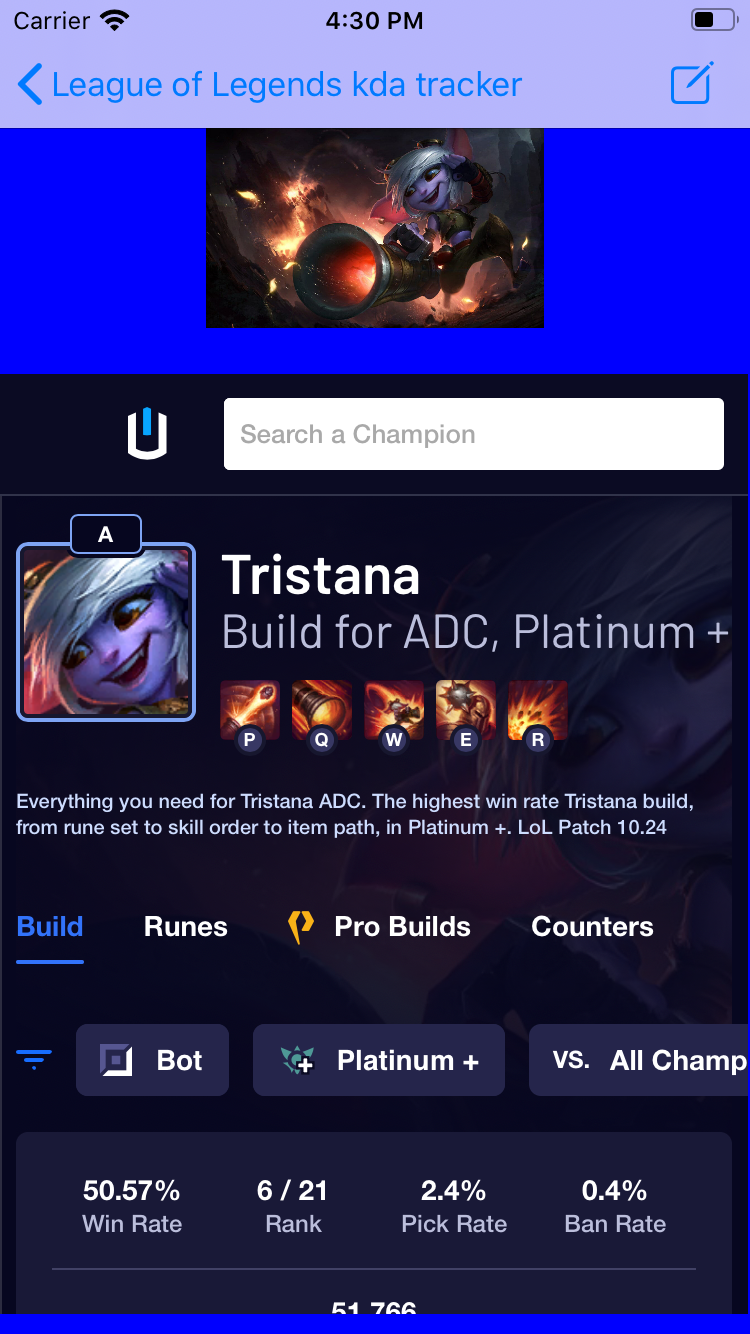 Carrier 4:30 PM
League of Legends kda tracker
Search a Champion
A
Tristana
Build for ADC, Platinum +
P Q W E R
Everything you need for Tristana ADC. The highest win rate Tristana build,
from rune set to skill order to item path, in Platinum +. LoL Patch 10.24
Build Runes Pro Builds Counters
Bot Platinum + VS. All Champ
50.57% 6 / 21 2.4% 0.4%
Win Rate Rank Pick Rate Ban Rate
51,766